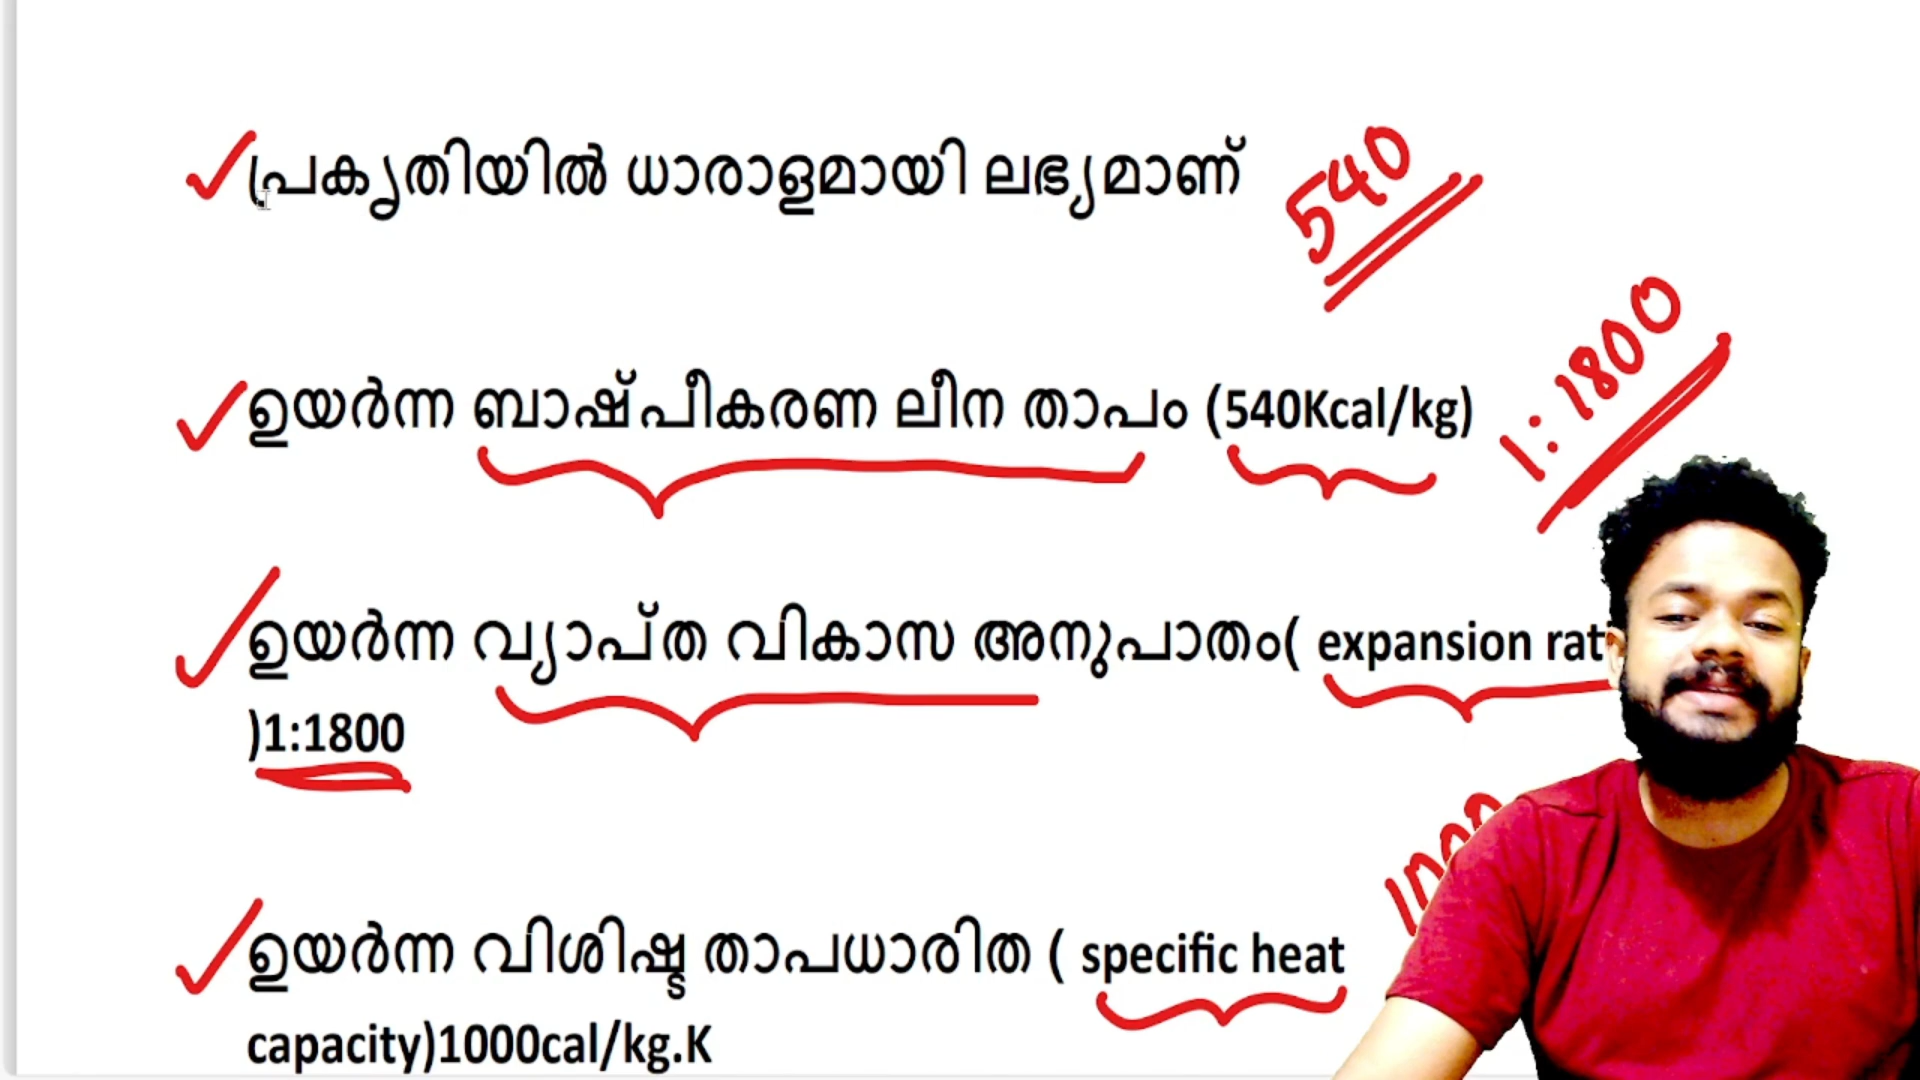 പ്രകൃതിയിൽ ധാരാളമായി ലഭ്യമാണ്
540
ഉയർന്ന ബാഷ്പീകരണ ലീന താപം (540Kcal/kg)
1:1800
ഉയർന്ന വ്യാപ്ത വികാസ അനുപാതം( expansion
)1:1800
ഉയർന്ന വിശിഷ്ട താപധാരിത ( specific heat
capacity)1000cal/kg.K